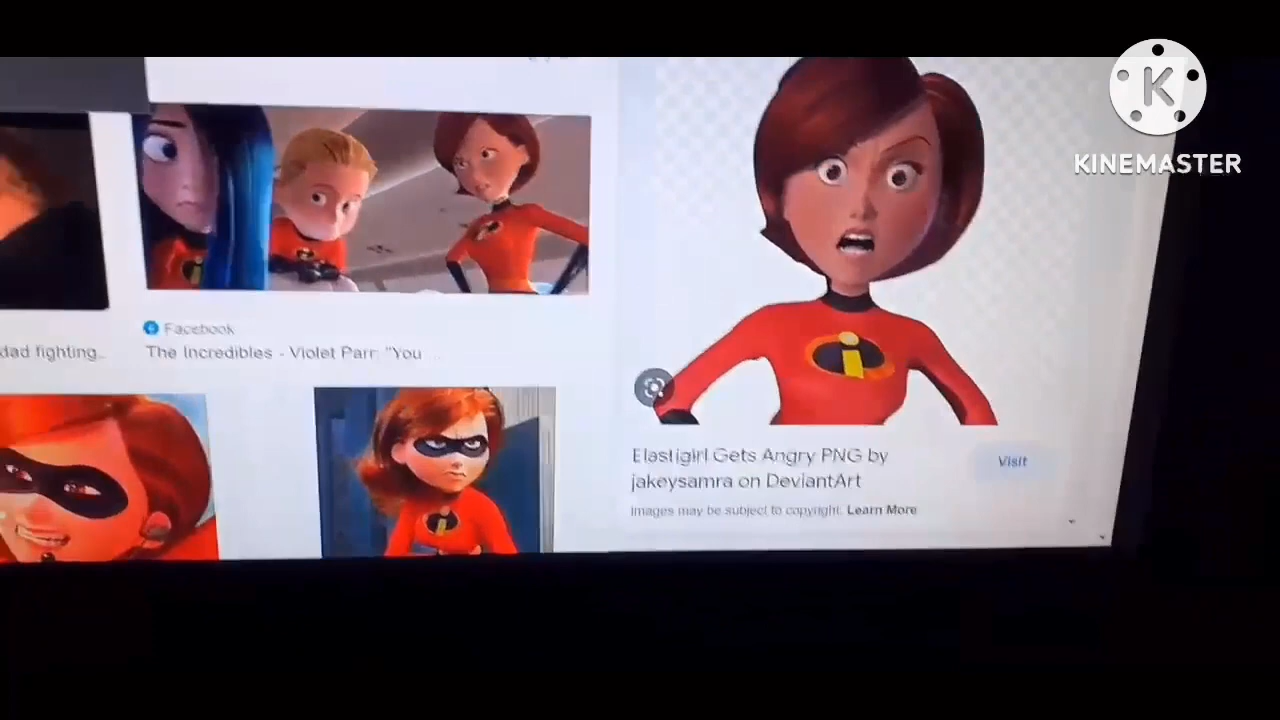 K
KINEMASTER
Facebook
dad fighting...
The Incredibles - Violet Parr: "You ...
Elastigirl Gets Angry PNG by
jakeysamra on DeviantArt
Visit
Images may be subject to copyright. Learn More